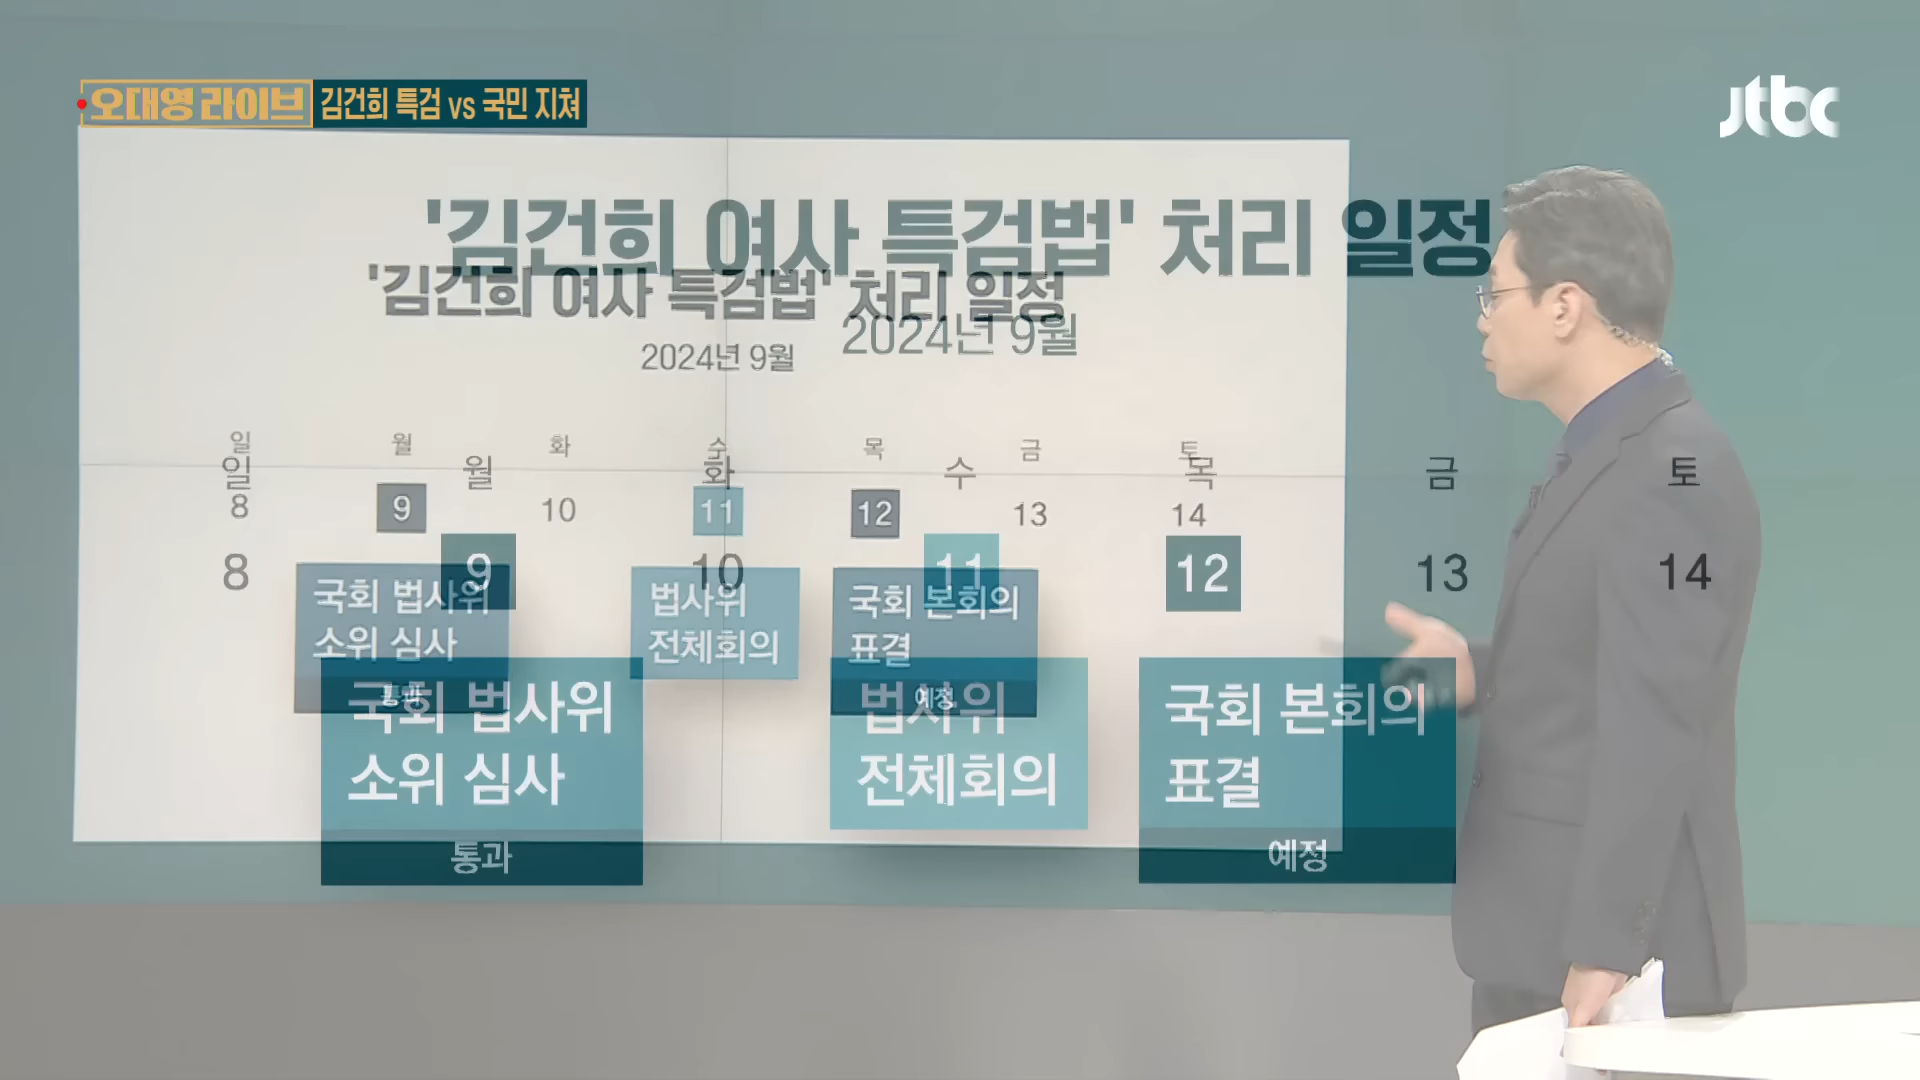 오대영 라이브 김건희 특검 vs 국민 지쳐
jtbc
'김건희 여사 특검법' 처리 일정
2024년 9월
일 월 화 수 목 금 토
8 9 10 11 12 13 14
국회 법사위
소위 심사
통과
법사위
전체회의
국회 본회의
표결
예정
'김건희 여사 특검법' 처리 일정
2024년 9월
일 월 화 수 목 금 토
8 9 10 11 12 13 14
국회 법사위
소위 심사
통과
법사위
전체회의
국회 본회의
표결
예정